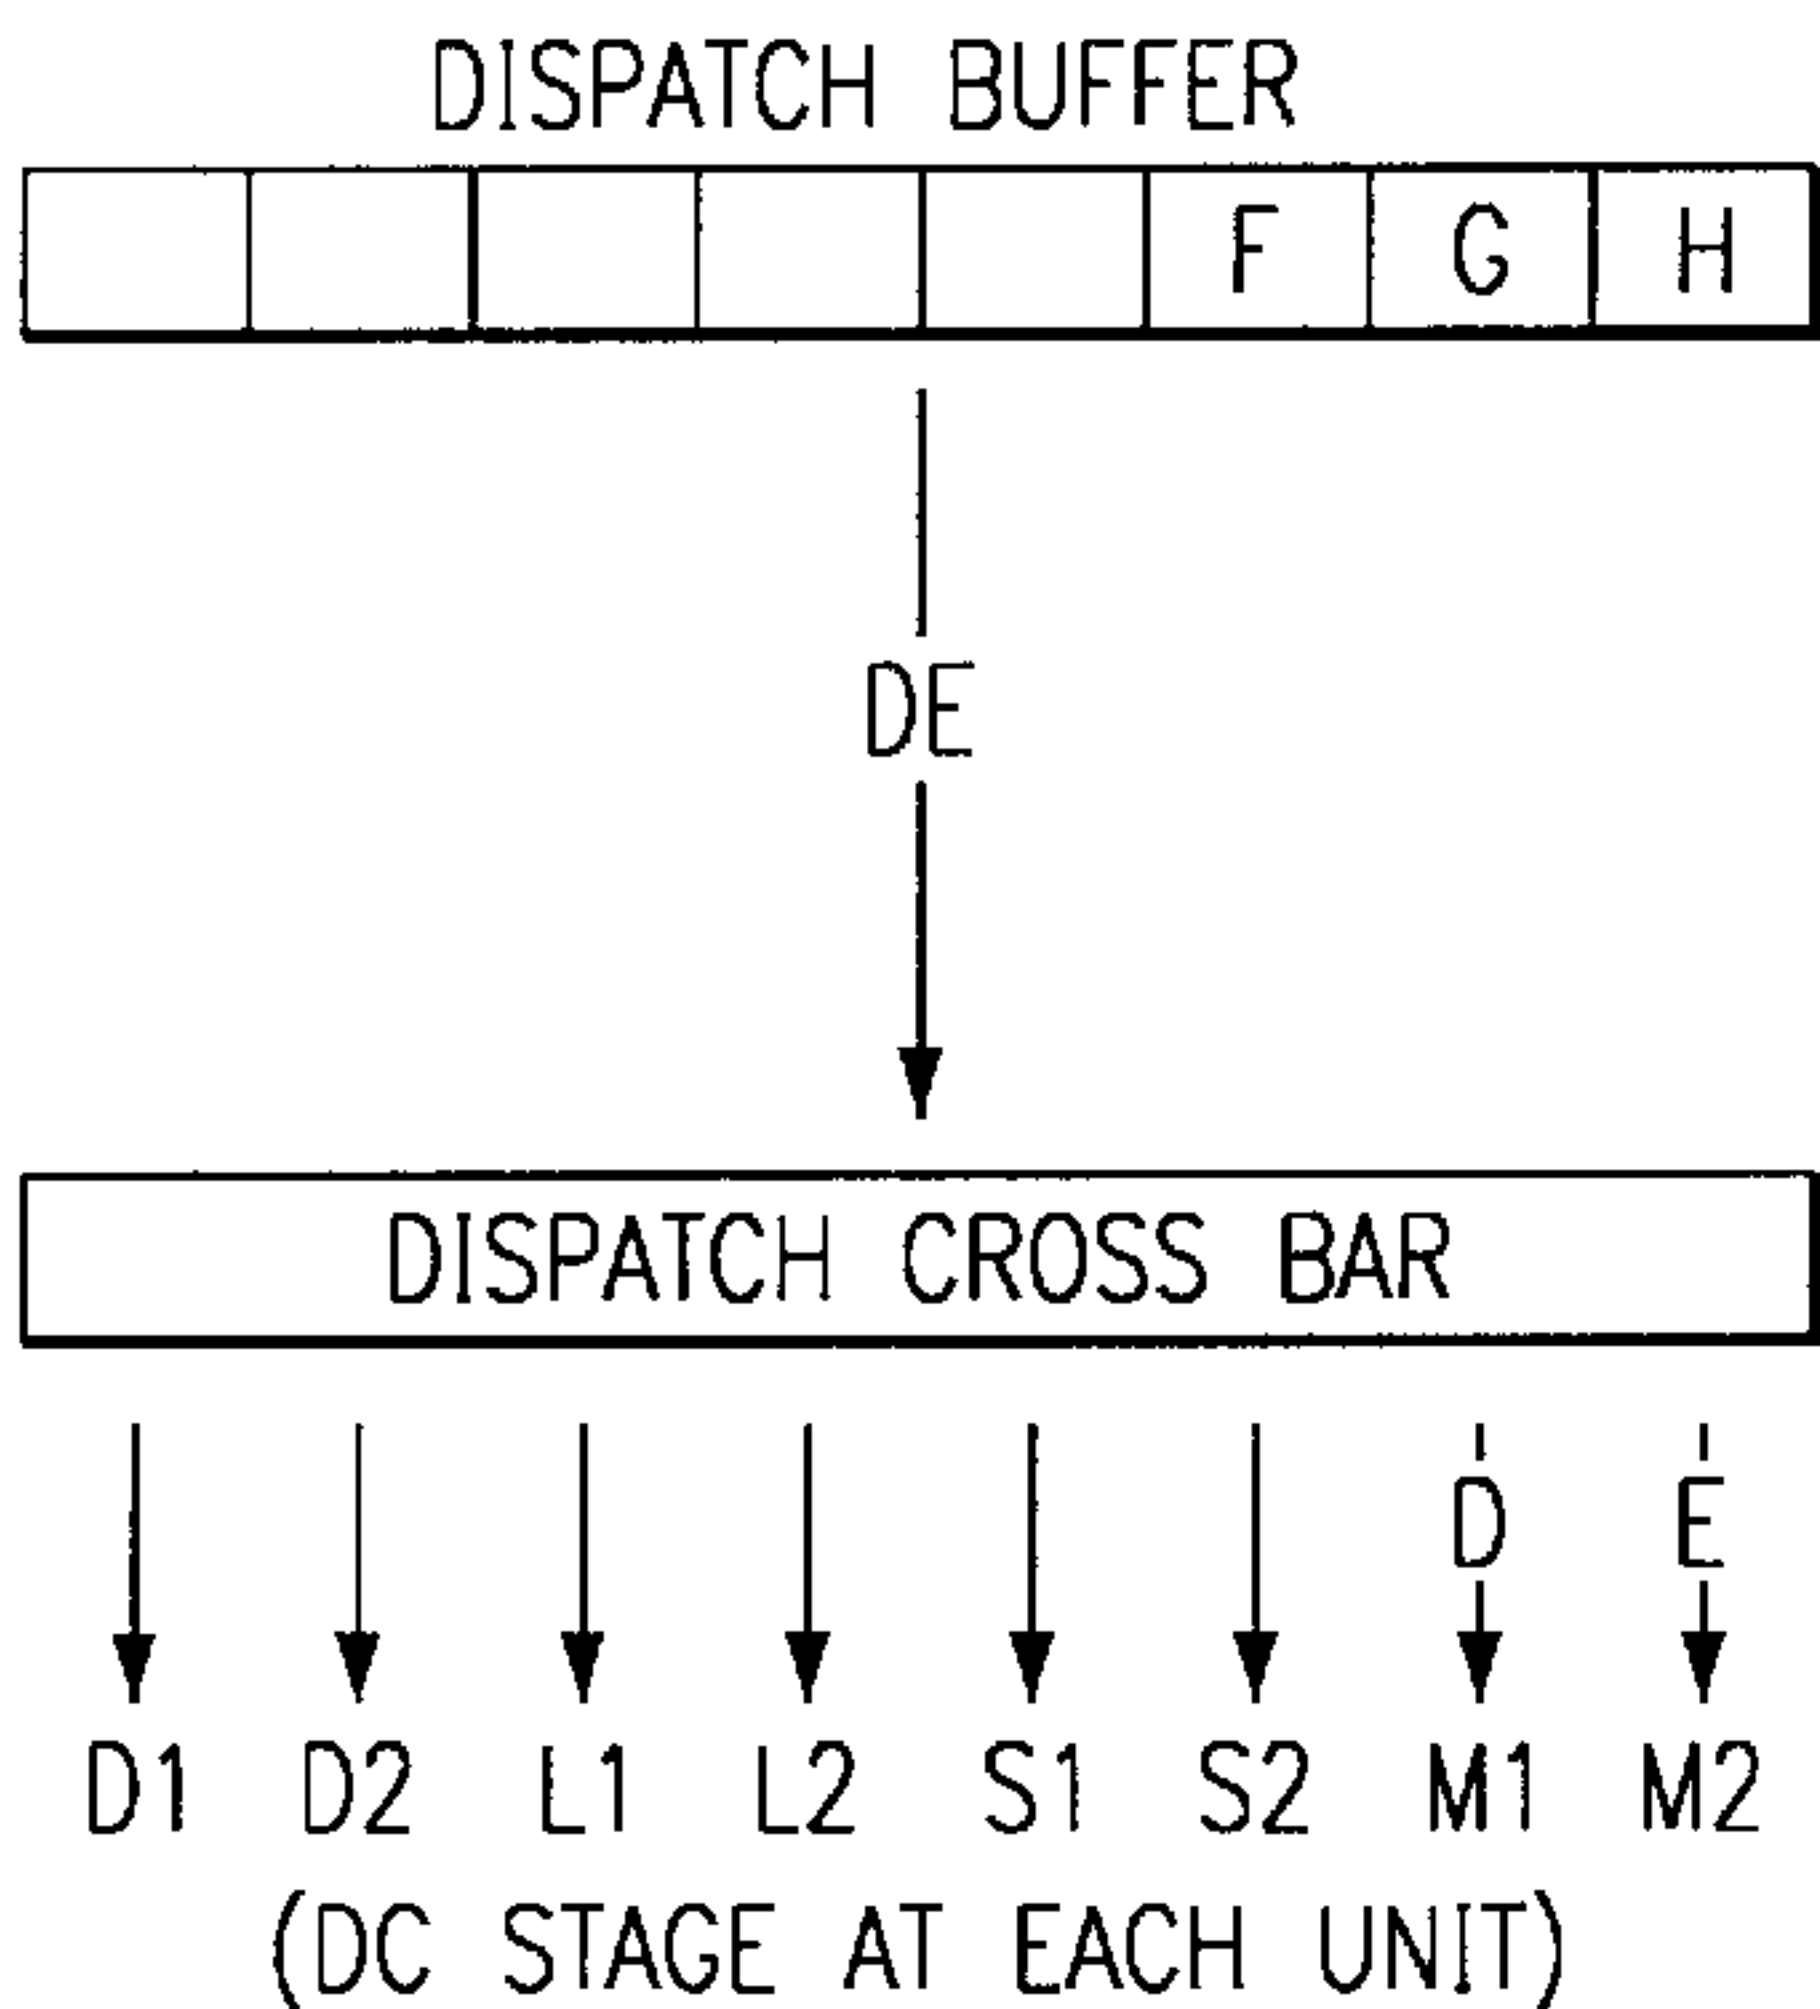 DISPATCH BUFFER
F G H
DE
DISPATCH CROSS BAR
D E
D1 D2 L1 L2 S1 S2 M1 M2
(DC STAGE AT EACH UNIT)